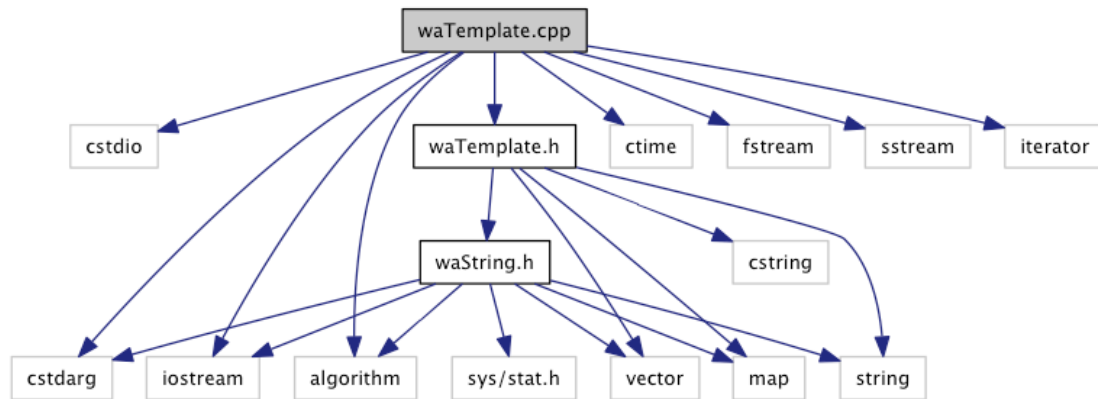 waTemplate.cpp
cstdio
waTemplate.h
ctime
fstream
sstream
iterator
waString.h
cstring
cstdarg
iostream
algorithm
sys/stat.h
vector
map
string